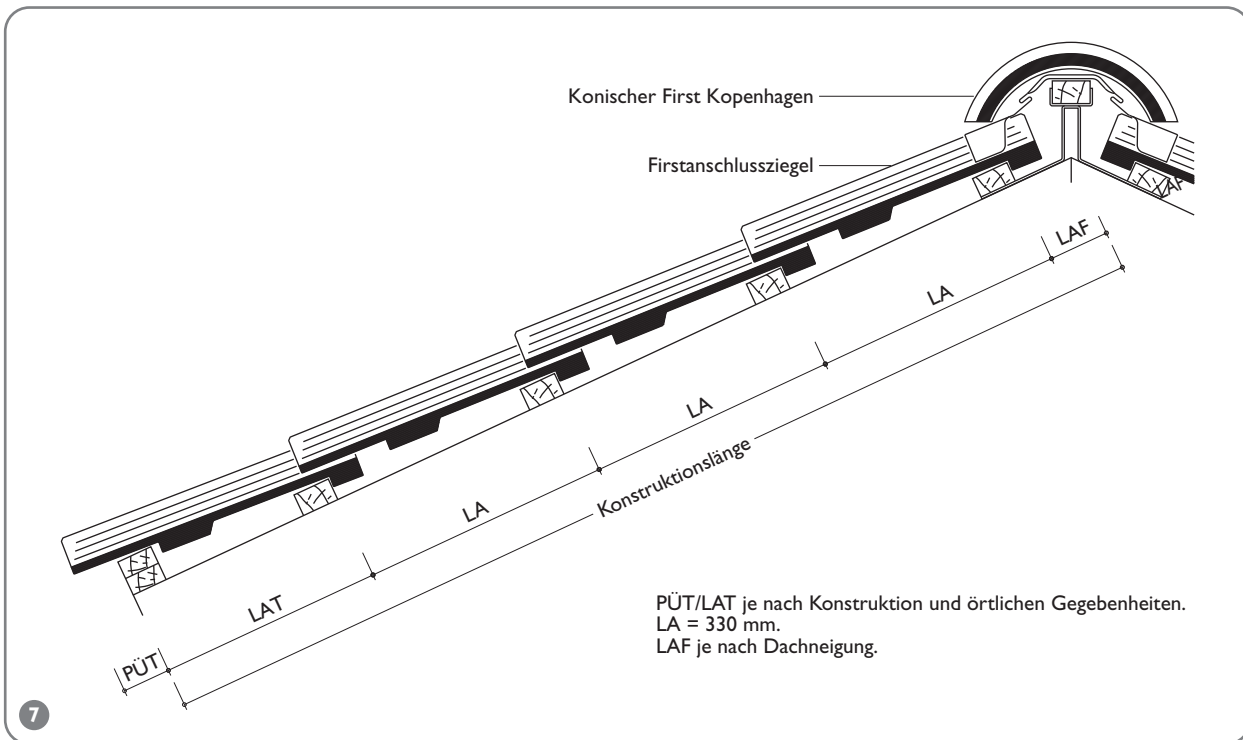 Konischer First Kopenhagen
Firstanschlussziegel
LAF
LAF
LA
LA
Konstruktionslänge
LA
LAT
PÜT
PÜT/LAT je nach Konstruktion und örtlichen Gegebenheiten.
LA = 330 mm.
LAF je nach Dachneigung.
7